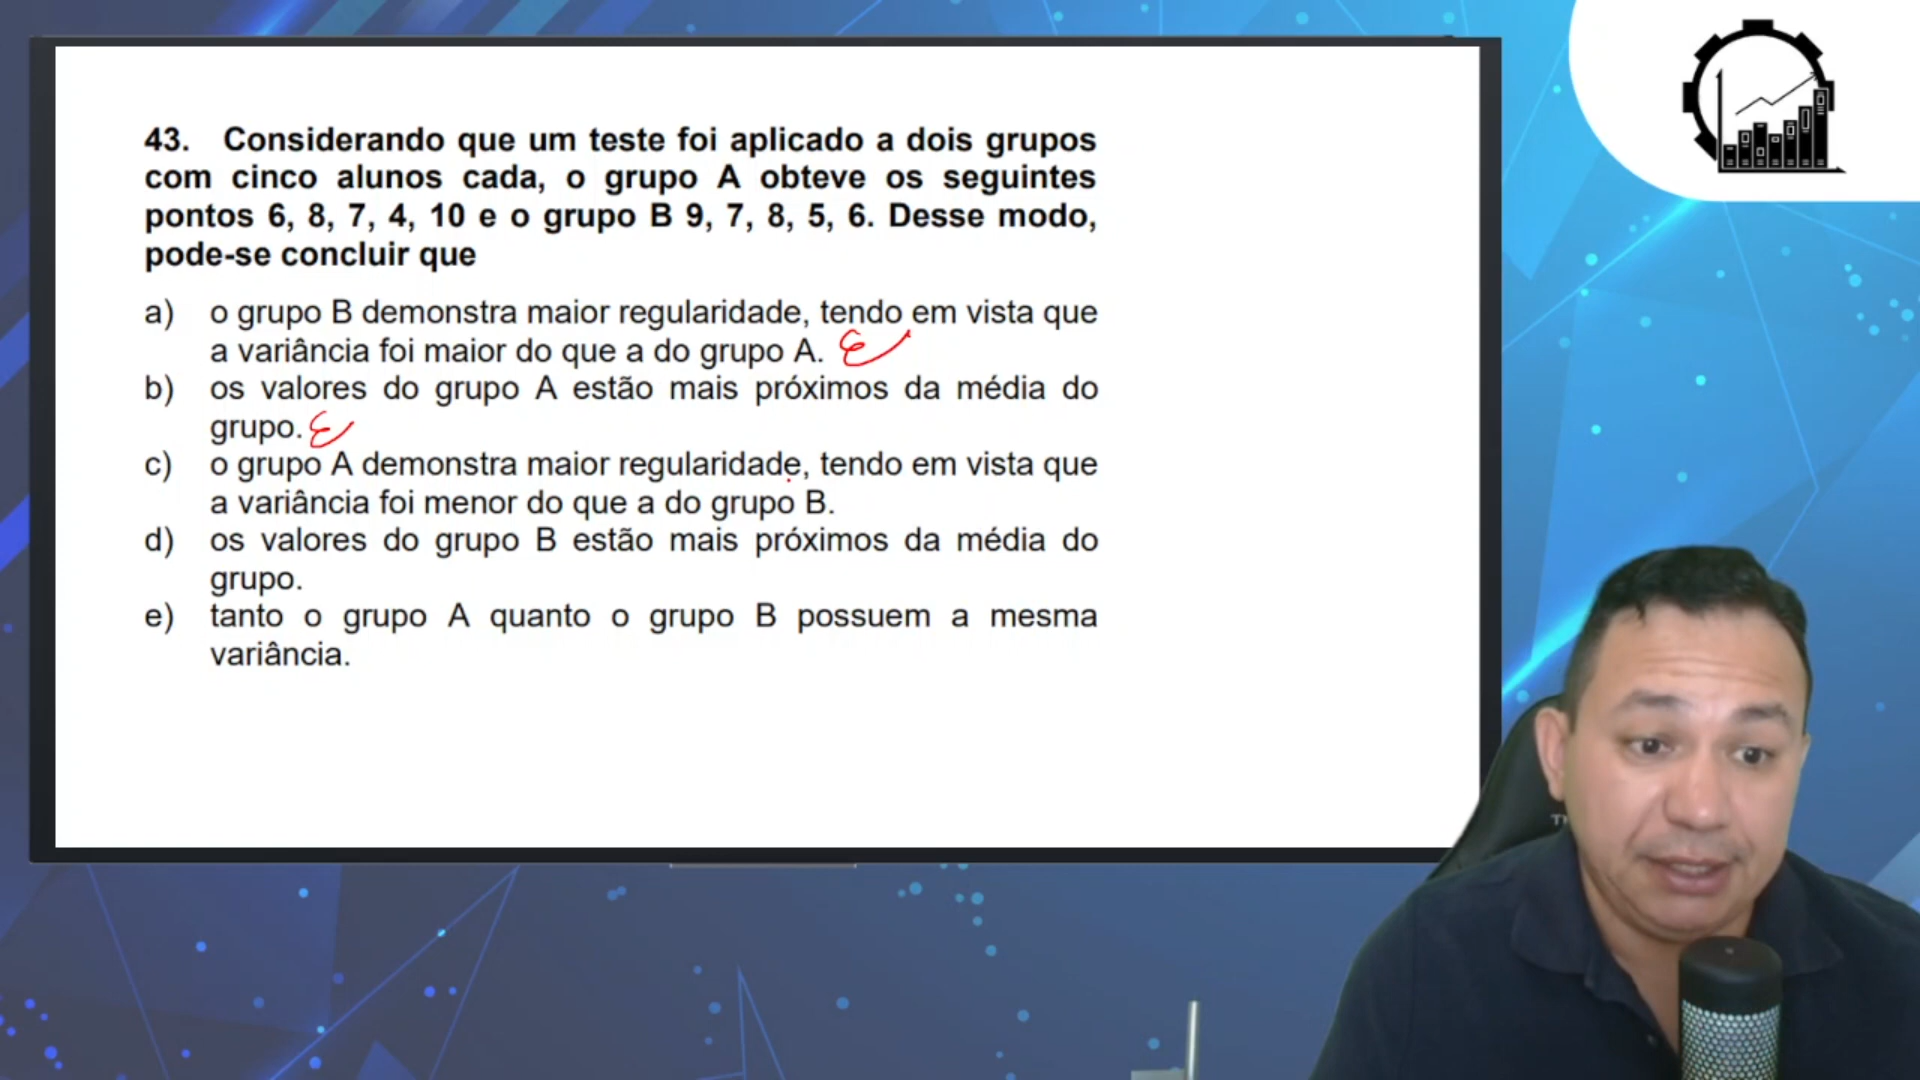 43. Considerando que um teste foi aplicado a dois grupos
com cinco alunos cada, o grupo A obteve os seguintes
pontos 6, 8, 7, 4, 10 e o grupo B 9, 7, 8, 5, 6. Desse modo,
pode-se concluir que
a) o grupo B demonstra maior regularidade, tendo em vista que
a variância foi maior do que a do grupo A.
b) os valores do grupo A estão mais próximos da média do
grupo.
c) o grupo A demonstra maior regularidade, tendo em vista que
a variância foi menor do que a do grupo B.
d) os valores do grupo B estão mais próximos da média do
grupo.
e) tanto o grupo A quanto o grupo B possuem a mesma
variância.